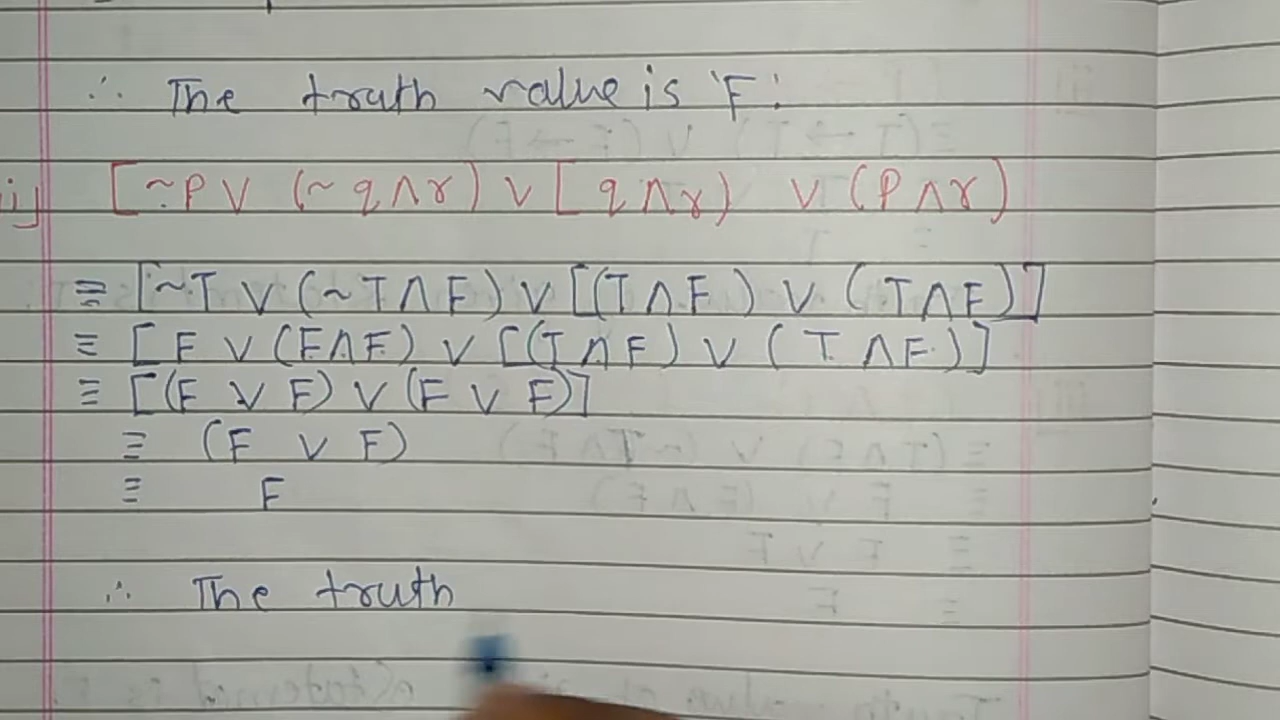 ∴ The truth value is 'F'.
ii) [~P ∨ (~q ∧ r) ∨ [q ∧ r) ∨ (P ∧ r)
≡ [~T ∨ (~T ∧ F) ∨ [(T ∧ F) ∨ (T ∧ F)]
≡ [F ∨ (F ∧ F) ∨ [(T ∧ F) ∨ (T ∧ F)]
≡ [(F ∨ F) ∨ (F ∨ F)]
≡ (F ∨ F)
≡ F
∴ The truth